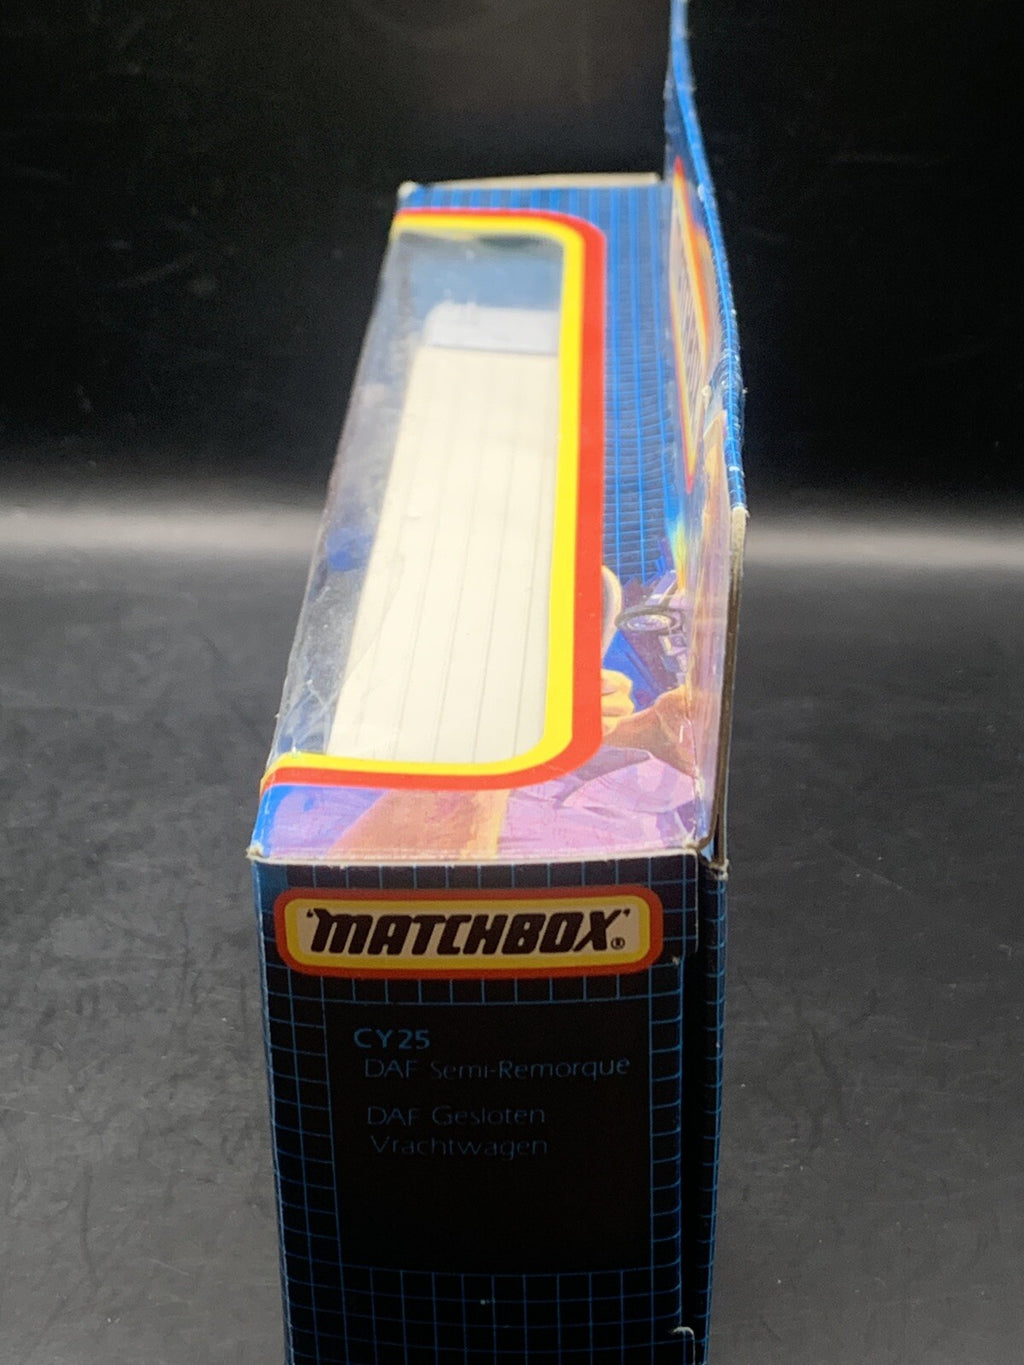 'MATCHBOX'®
CY25
DAF Semi-Remorque
DAF Gesloten
Vrachtwagen